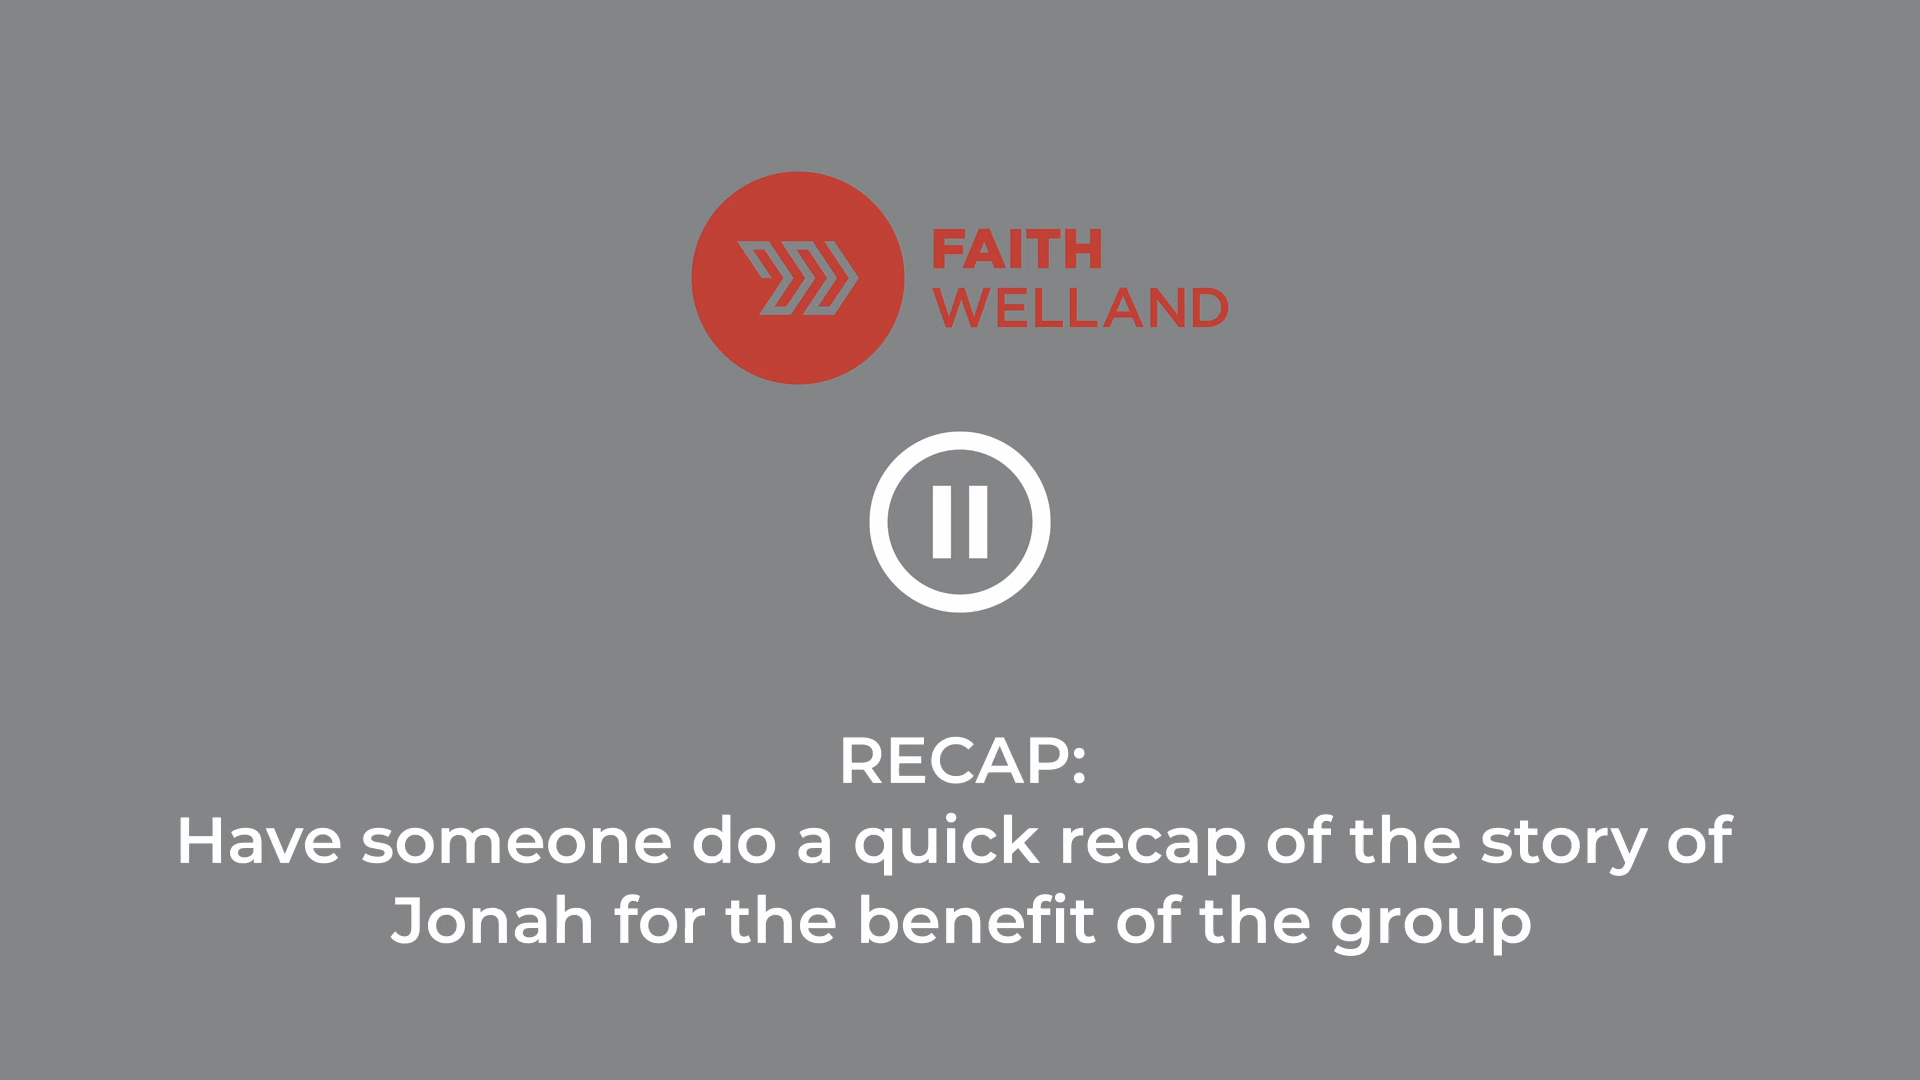 FAITH
WELLAND
RECAP:
Have someone do a quick recap of the story of
Jonah for the benefit of the group